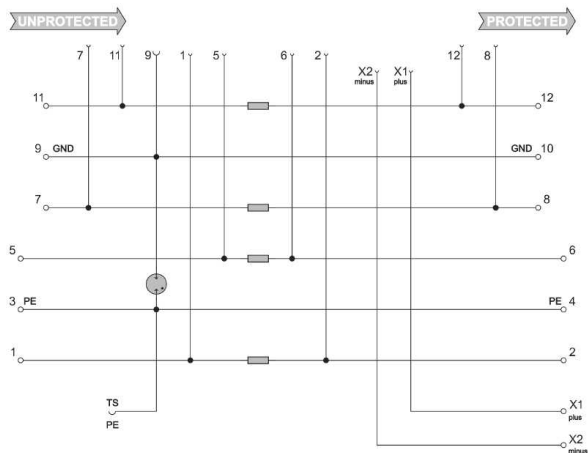 UNPROTECTED PROTECTED
7 11 9 1 5 6 2 X2 minus X1 plus 12 8
11 12
9 GND GND 10
7 8
5 6
3 PE PE 4
1 2
TS
PE
X1
plus
X2
minus